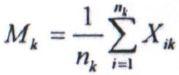 $M_k = \frac{1}{n_k} \sum_{i=1}^{n_k} X_{ik}$